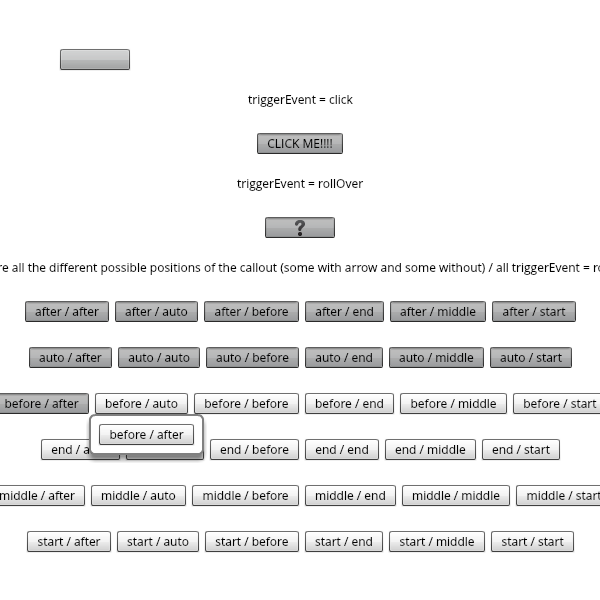 triggerEvent = click
CLICK ME!!!!
triggerEvent = rollOver
?
all the different possible positions of the callout (some with arrow and some without) / all triggerEvent =
after / after after / auto after / before after / end after / middle after / start
auto / after auto / auto auto / before auto / end auto / middle auto / start
before / after before / auto before / before before / end before / middle before / start
before / after
end / end / before end / end end / middle end / start
middle / after middle / auto middle / before middle / end middle / middle middle / start
start / after start / auto start / before start / end start / middle start / start